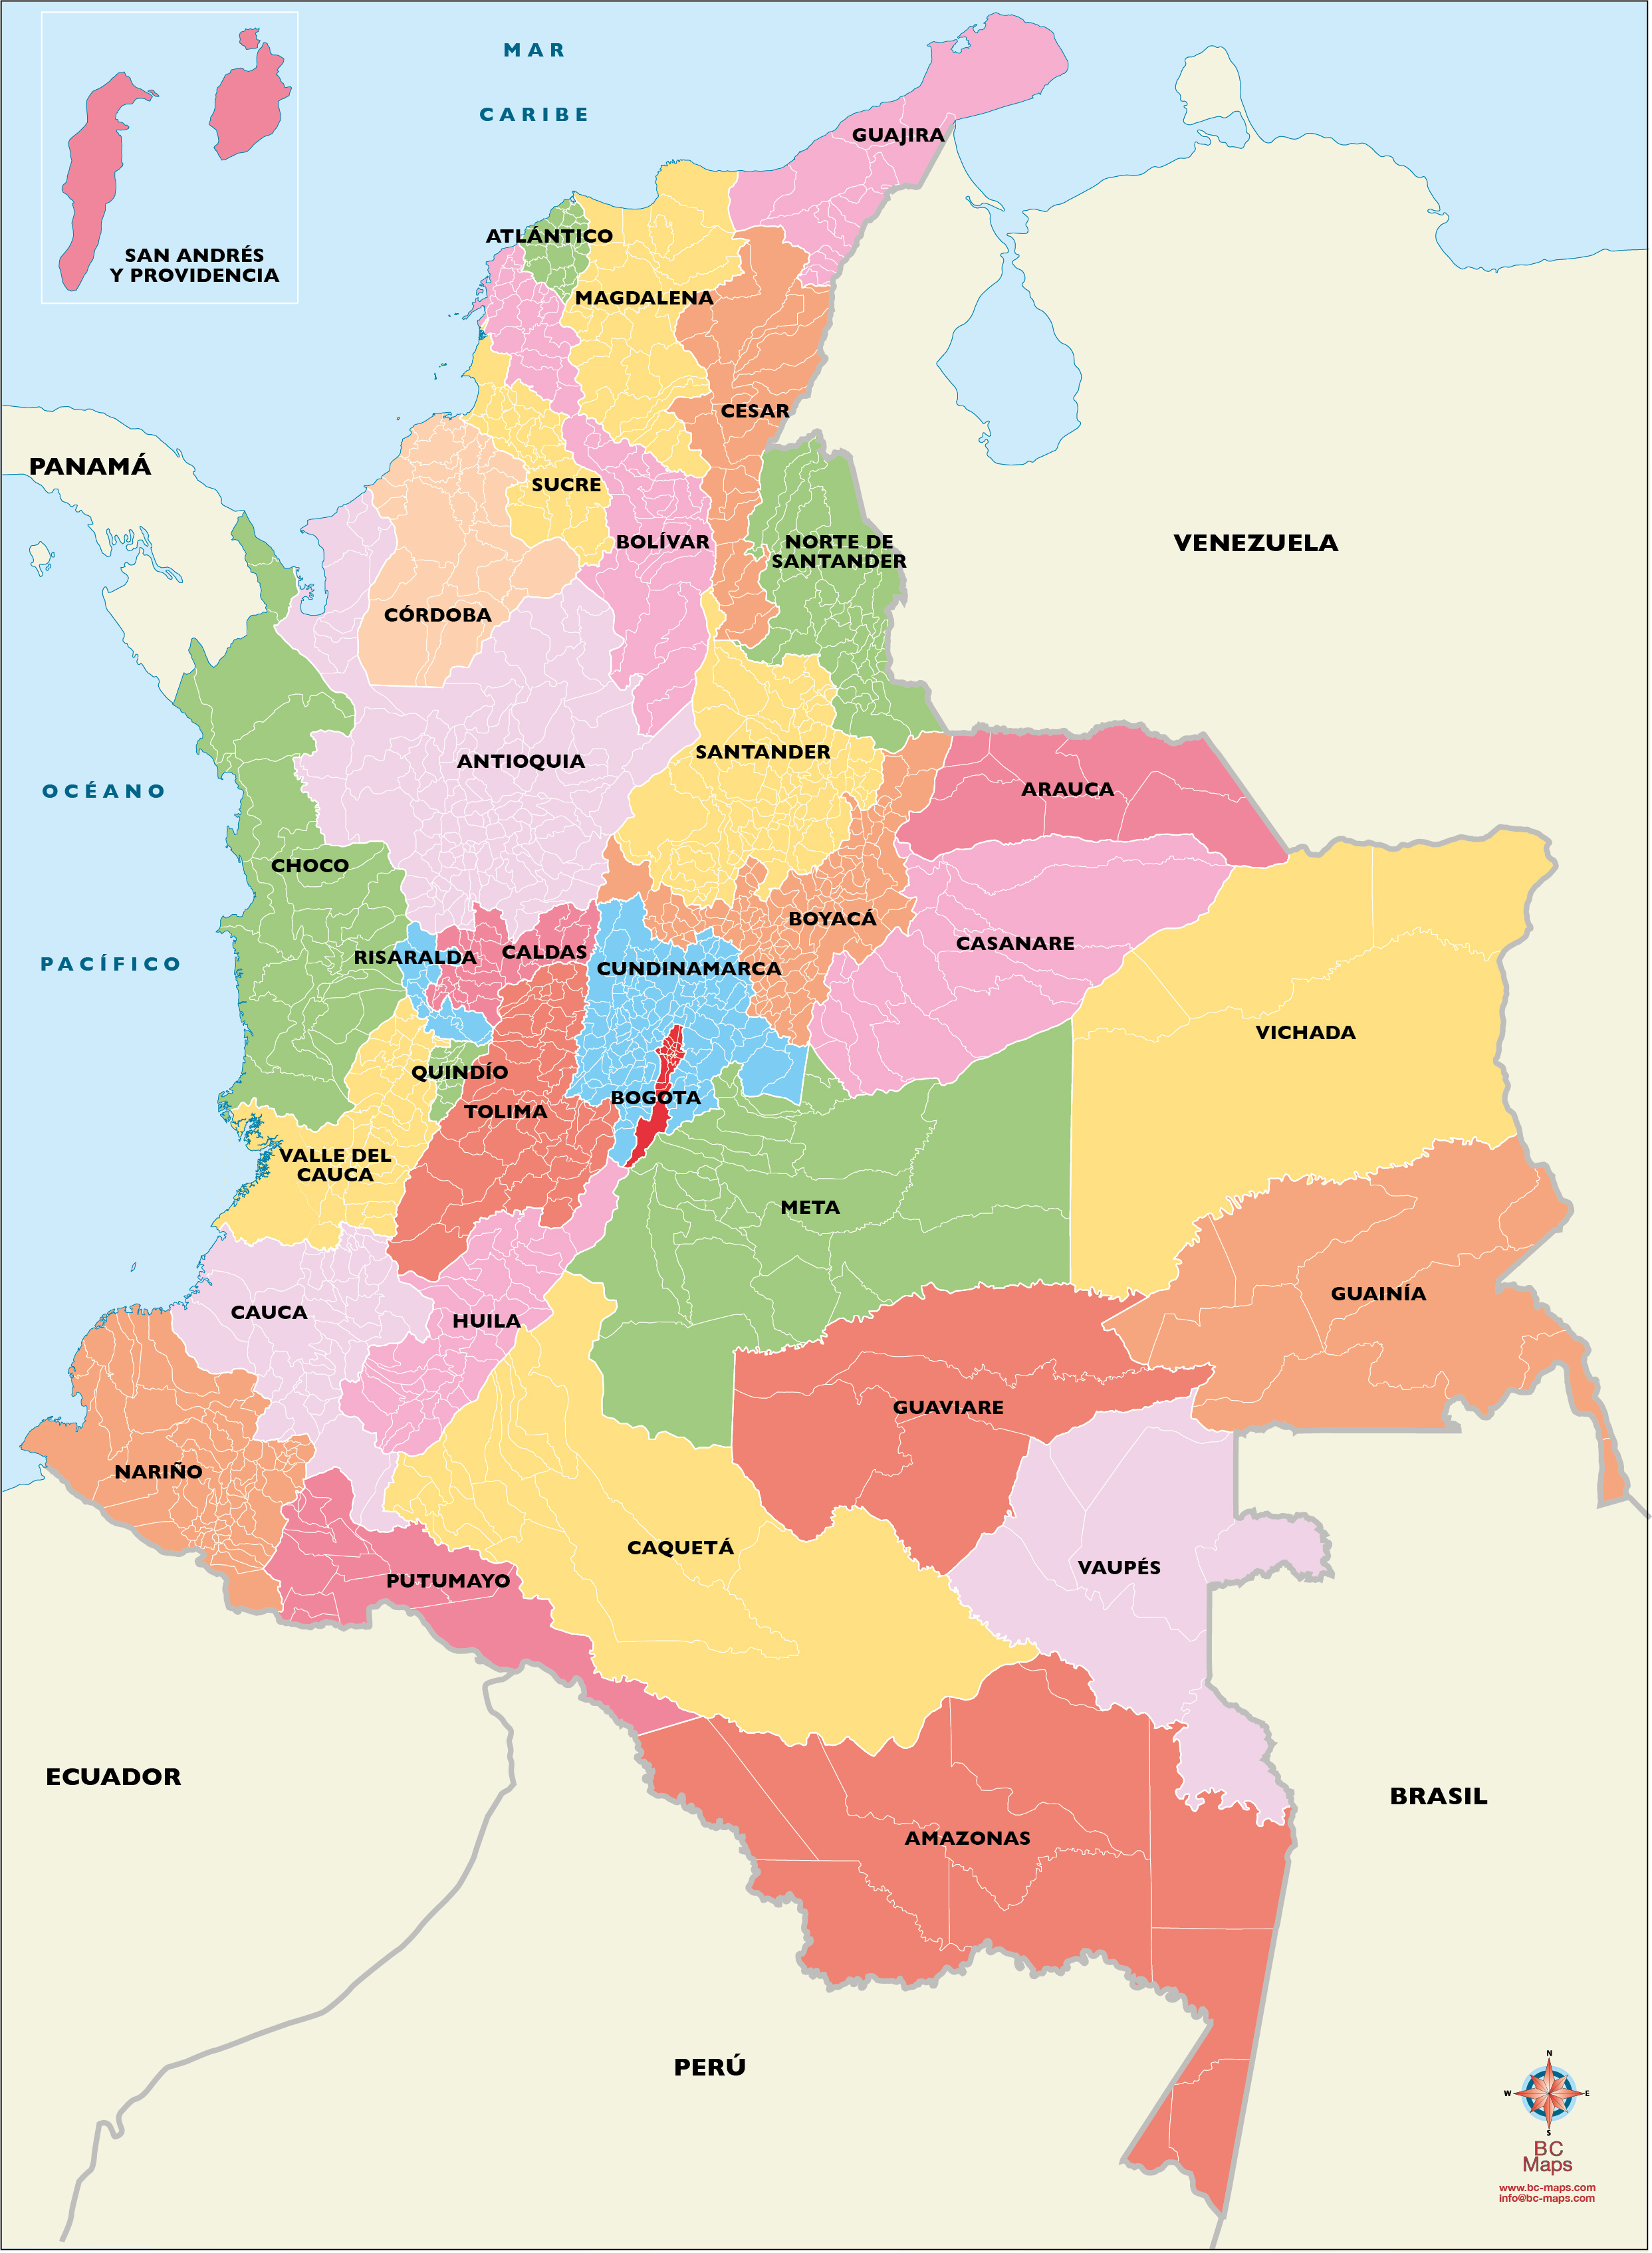 MAR
CARIBE
GUAJIRA
SAN ANDRÉS
Y PROVIDENCIA
ATLÁNTICO
MAGDALENA
CESAR
PANAMÁ
SUCRE
BOLÍVAR
NORTE DE
SANTANDER
VENEZUELA
CÓRDOBA
ANTIOQUIA
SANTANDER
OCÉANO
ARAUCA
CHOCO
BOYACÁ
CASANARE
RISARALDA
CALDAS
CUNDINAMARCA
PACÍFICO
VICHADA
QUINDÍO
BOGOTA
TOLIMA
VALLE DEL
CAUCA
META
GUAINÍA
CAUCA
HUILA
GUAVIARE
NARIÑO
CAQUETÁ
VAUPÉS
PUTUMAYO
ECUADOR
BRASIL
AMAZONAS
PERÚ
N
W
E
S
BC
Maps
www.bc-maps.com
info@bc-maps.com